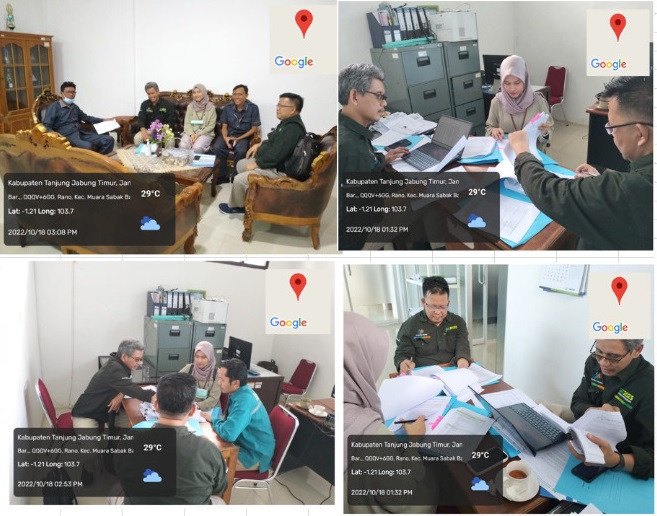 Google
Kabupaten Tanjung Jabung Timur, Jam
Bar.,, QQQV+60G, Rano, Kec. Muara Sabak Ba
29°C
Lat: -1.21 Long: 103.7
2022/10/18 03:08 PM
Google
Kabupaten Tanjung Jabung Timur, Jam
Bar.,, QQQV+60G, Rano, Kec. Muara Sabak Ba
29°C
Lat: -1.21 Long: 103.7
2022/10/18 01:32 PM
Google
Kabupaten Tanjung Jabung Timur, Jam
Bar.,, QQQV+60G, Rano, Kec. Muara Sabak Ba
29°C
Lat: -1.21 Long: 103.7
2022/10/18 02:53 PM
Google
Kabupaten Tanjung Jabung Timur, Jam
Bar.,, QQQV+60G, Rano, Kec. Muara Sabak Ba
29°C
Lat: -1.21 Long: 103.7
2022/10/18 01:32 PM